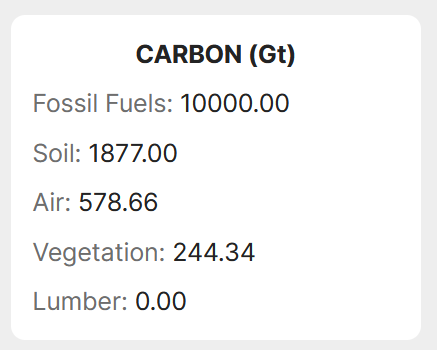 CARBON (Gt)
Fossil Fuels: 10000.00
Soil: 1877.00
Air: 578.66
Vegetation: 244.34
Lumber: 0.00